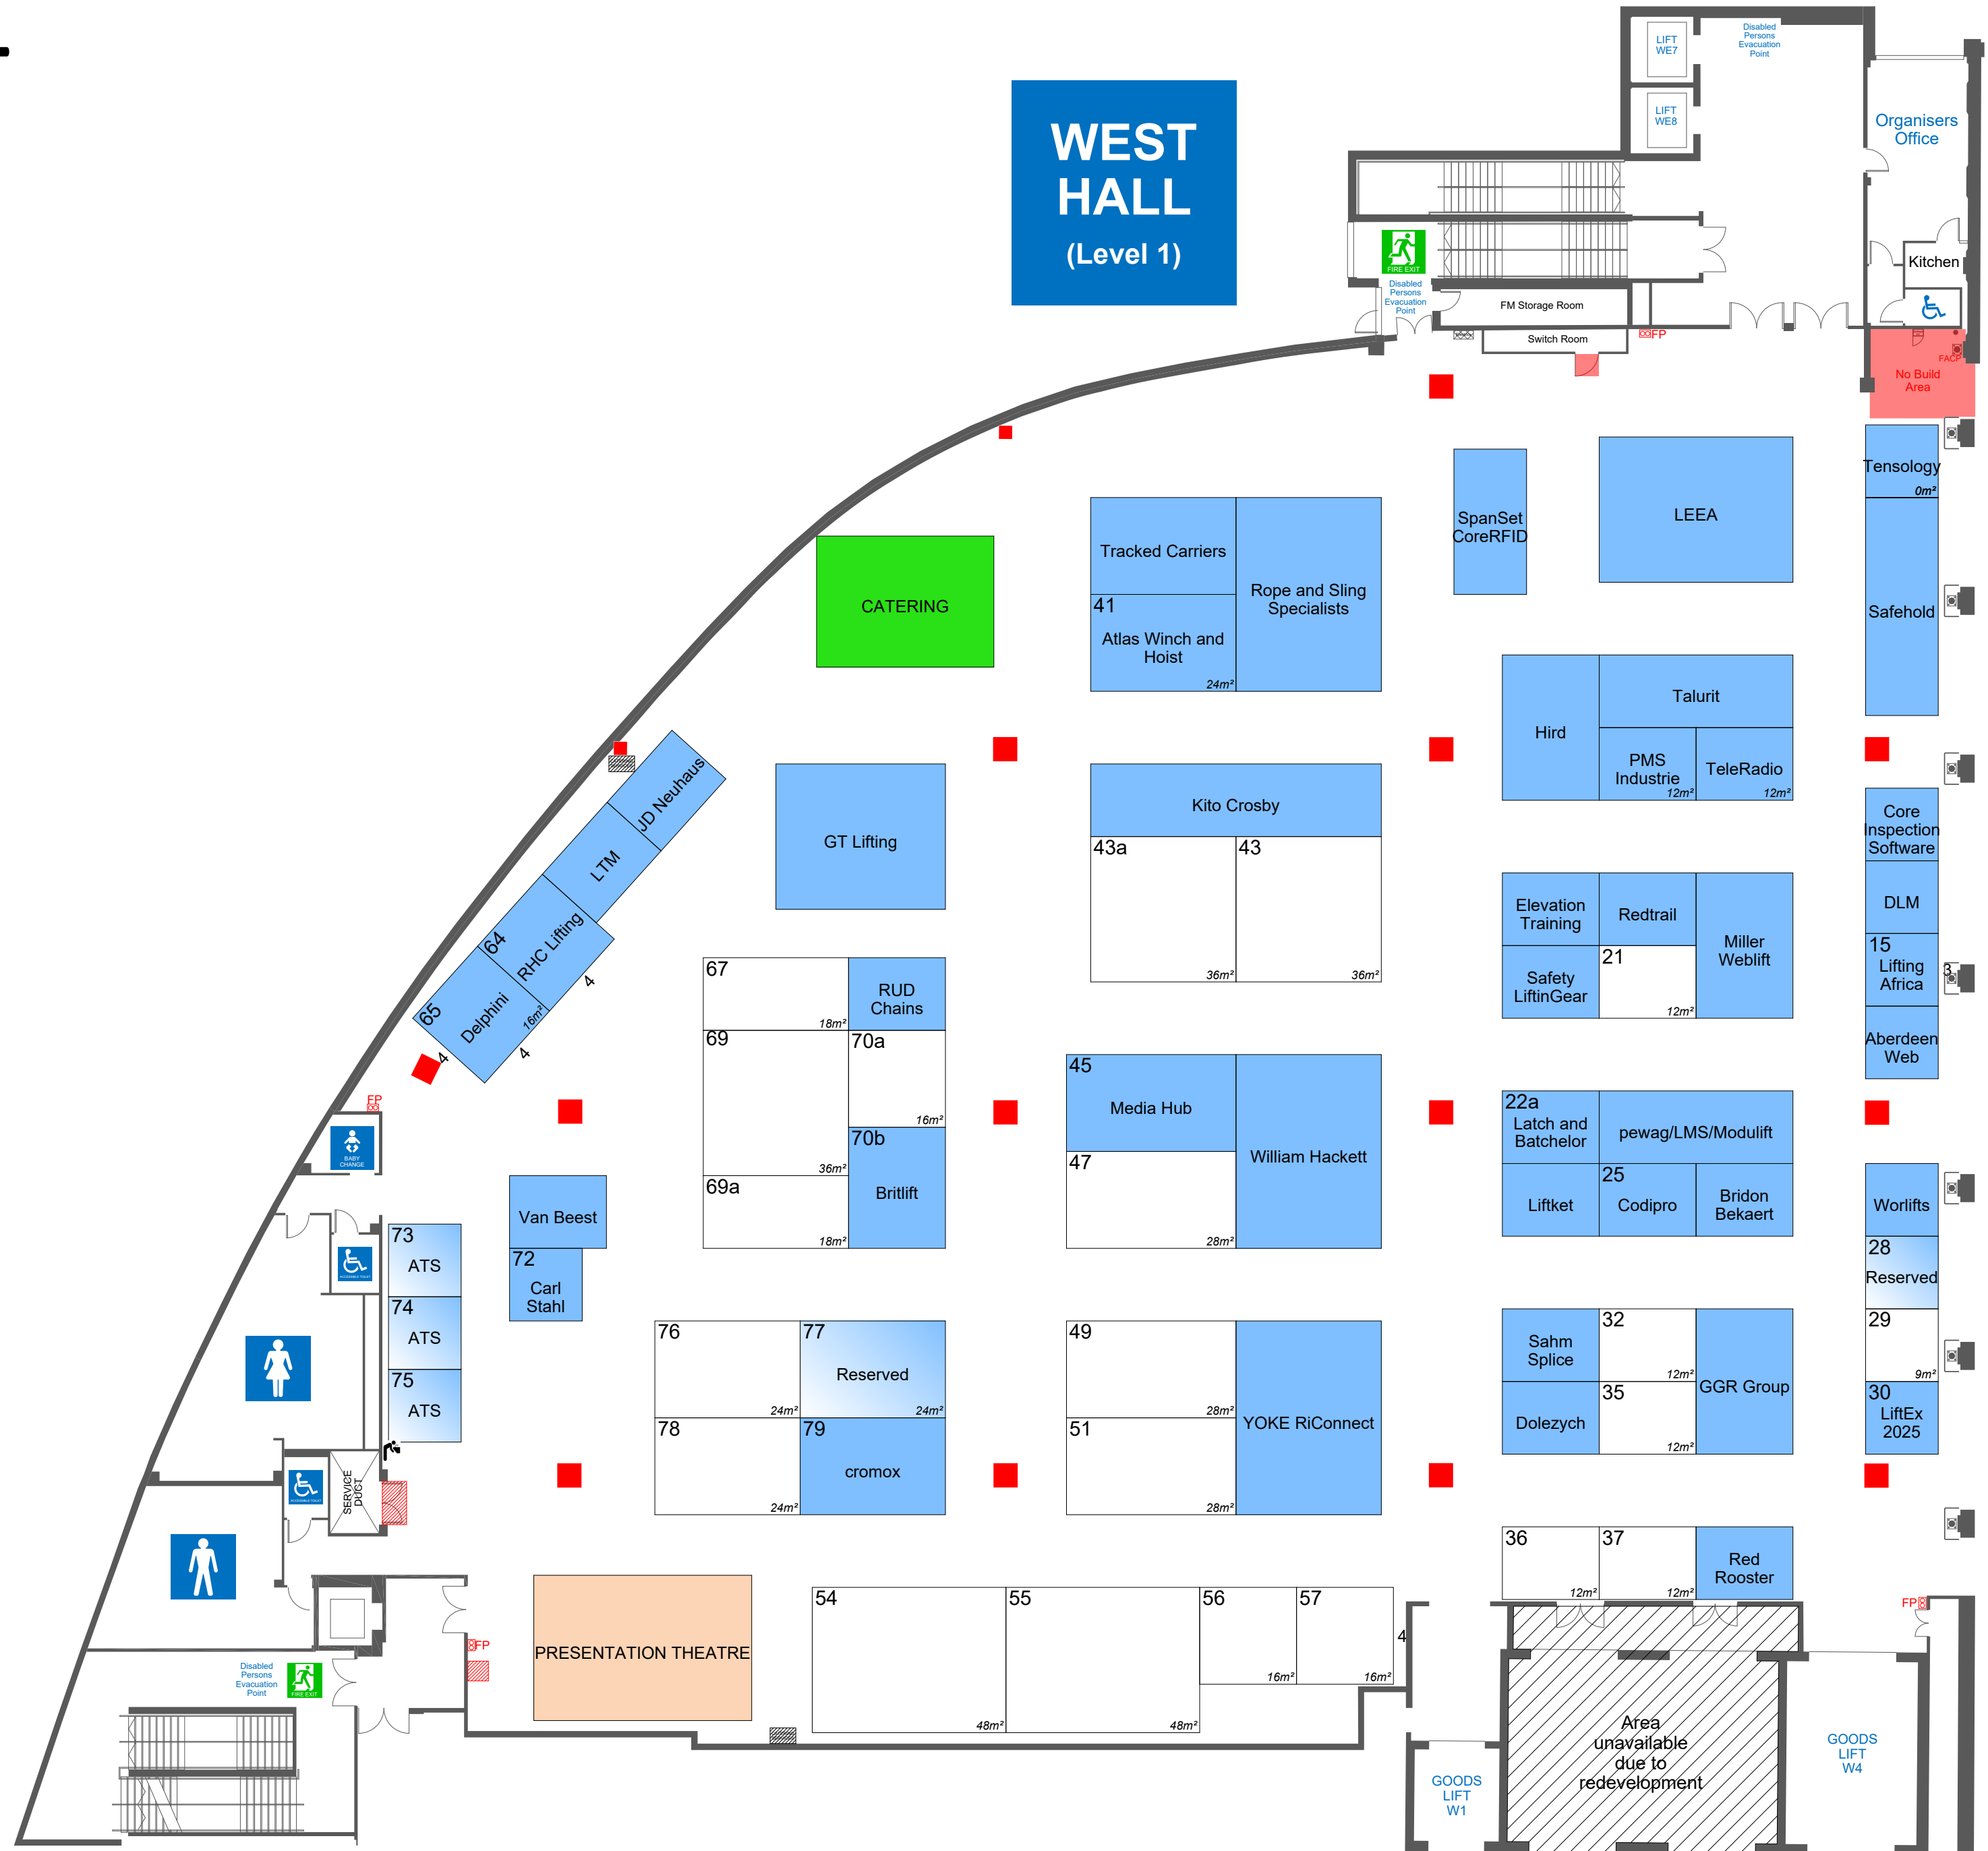 WEST
HALL
(Level 1)
LIFT
WE7
LIFT
WE8
Disabled
Persons
Evacuation
Point
Organisers
Office
Kitchen
FIRE EXIT
Disabled
Persons
Evacuation
Point
FM Storage Room
Switch Room
FP
FACP
No Build
Area
Tensology
0m²
Safehold
SpanSet
CoreRFID
LEEA
Tracked Carriers
Rope and Sling
Specialists
41
Atlas Winch and
Hoist
24m²
CATERING
Hird
Talurit
PMS
Industrie
12m²
TeleRadio
12m²
JD Neuhaus
LTM
64
RHC Lifting
4
65
Delphini
16m²
4
4
GT Lifting
Kito Crosby
43a
36m²
43
36m²
Core
Inspection
Software
DLM
15
Lifting
Africa
3
Aberdeen
Web
Elevation
Training
Redtrail
Miller
Weblift
Safety
LiftinGear
21
12m²
67
18m²
RUD
Chains
69
36m²
70a
16m²
70b
Britlift
69a
18m²
45
Media Hub
William Hackett
47
28m²
22a
Latch and
Batchelor
pewag/LMS/Modulift
Liftket
25
Codipro
Bridon
Bekaert
Worlifts
28
Reserved
29
9m²
30
LiftEx
2025
FP
BABY
CHANGE
Van Beest
72
Carl
Stahl
73
ATS
74
ATS
75
ATS
76
24m²
77
Reserved
24m²
78
24m²
79
cromox
49
28m²
YOKE RiConnect
51
28m²
Sahm
Splice
32
12m²
GGR Group
Dolezych
35
12m²
SERVICE
DUCT
36
12m²
37
12m²
Red
Rooster
PRESENTATION THEATRE
54
48m²
55
48m²
56
16m²
57
16m²
4
FP
FP
Disabled
Persons
Evacuation
Point
FIRE EXIT
GOODS
LIFT
W1
Area
unavailable
due to
redevelopment
GOODS
LIFT
W4